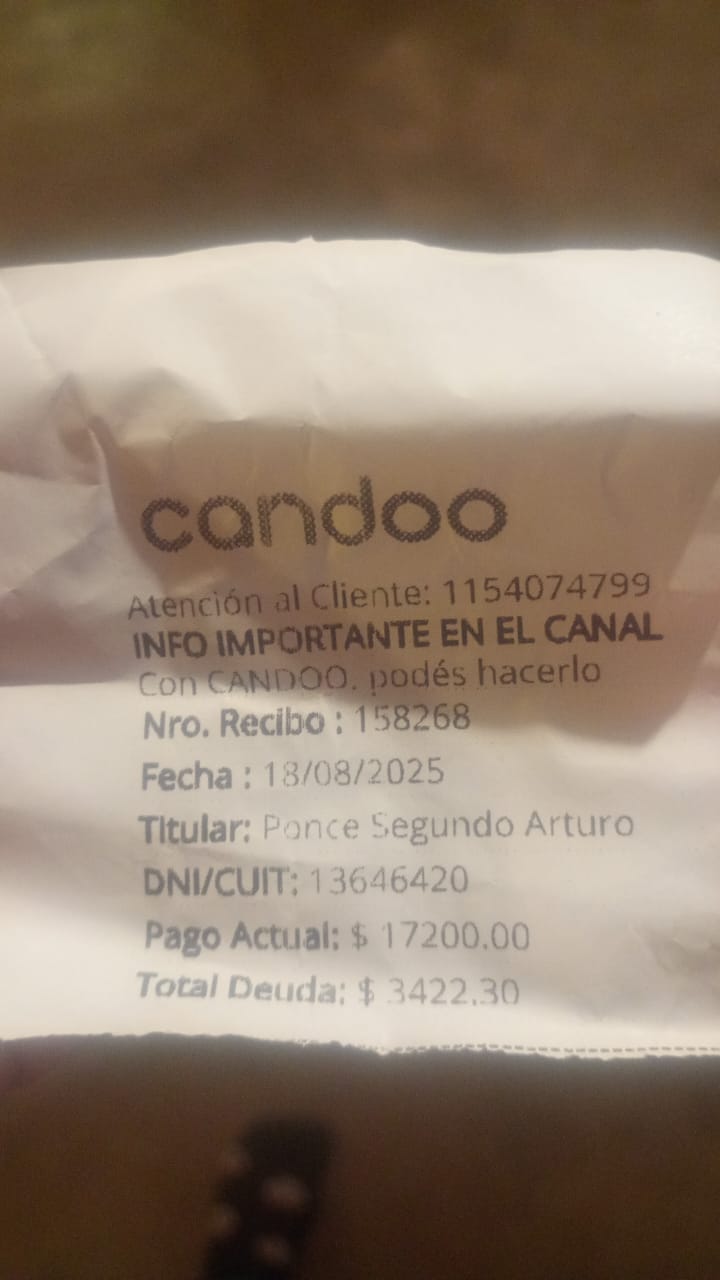 candoo
Atención al Cliente: 1154074799
INFO IMPORTANTE EN EL CANAL
Con CANDOO. podés hacerlo
Nro. Recibo : 158268
Fecha : 18/08/2025
Titular: Ponce Segundo Arturo
DNI/CUIT: 13646420
Pago Actual: $ 17200.00
Total Deuda: $ 3422.30